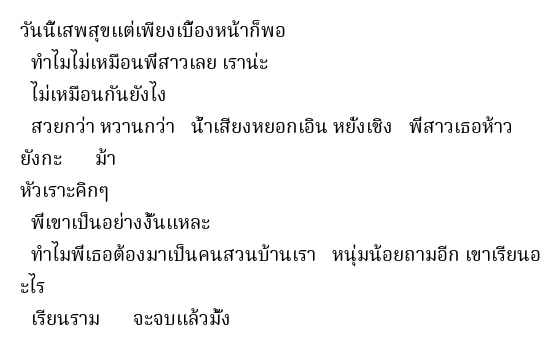 วันนี้เสพสุขแต่เพียงเบื้องหน้าก็พอ
ทำไมไม่เหมือนพี่สาวเลย เราน่ะ
ไม่เหมือนกันยังไง
สวยกว่า หวานกว่า น้ำเสียงหยอกเอิน หยั่งเชิง พี่สาวเธอห้าว
ยังกะ ม้า
หัวเราะคิกๆ
พี่เขาเป็นอย่างงั้นแหละ
ทำไมพี่เธอต้องมาเป็นคนสวนบ้านเรา หนุ่มน้อยถามอีก เขาเรียนอ
ะไร
เรียนราม จะจบแล้วมั้ง